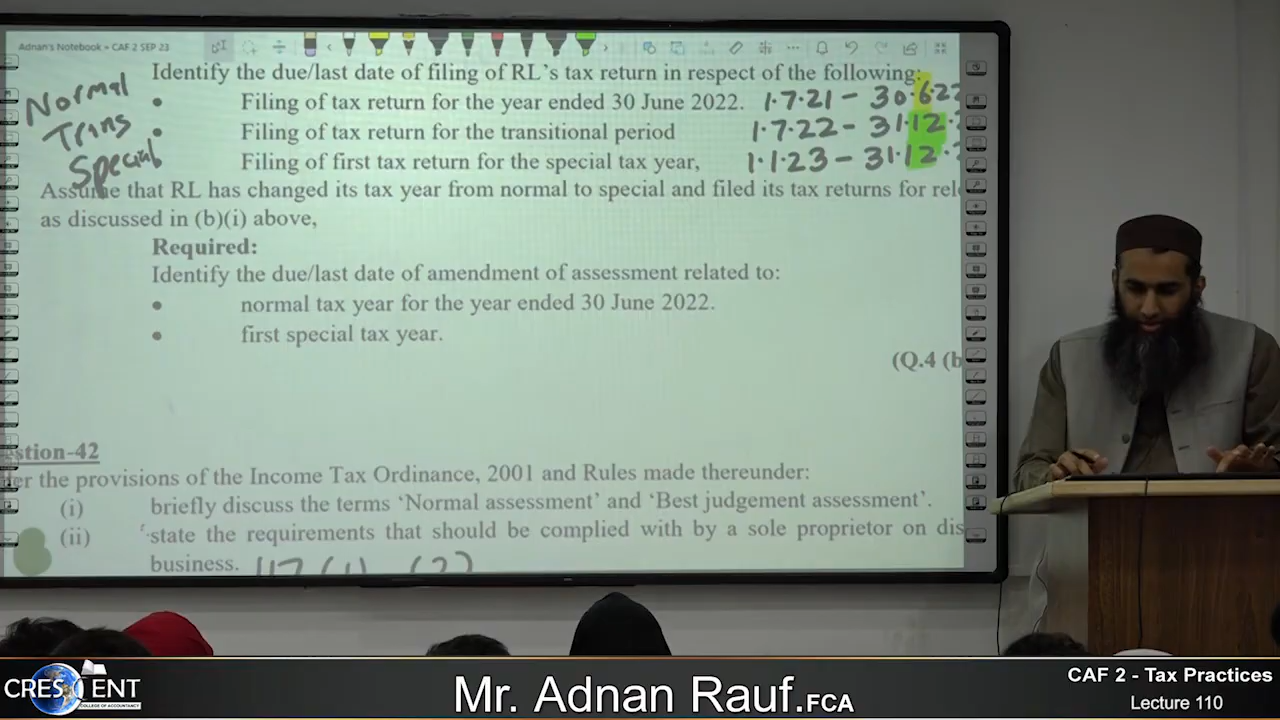 Adnan's Notebook » CAF 2 SEP 23
Identify the due/last date of filing of RL's tax return in respect of the following:
Normal • Filing of tax return for the year ended 30 June 2022. 1.7.21 - 30.6.22
Trans • Filing of tax return for the transitional period 1.7.22 - 31.12.
Special • Filing of first tax return for the special tax year, 1.1.23 - 31.12.
Assume that RL has changed its tax year from normal to special and filed its tax returns for rel
as discussed in (b)(i) above,
Required:
Identify the due/last date of amendment of assessment related to:
• normal tax year for the year ended 30 June 2022.
• first special tax year.
(Q.4 (b
estion-42
er the provisions of the Income Tax Ordinance, 2001 and Rules made thereunder:
(i) briefly discuss the terms 'Normal assessment' and 'Best judgement assessment'.
(ii) state the requirements that should be complied with by a sole proprietor on dis
business. 117 (1) (2)
CRESCENT
COLLEGE OF ACCOUNTANCY
Mr. Adnan Rauf.FCA
CAF 2 - Tax Practices
Lecture 110